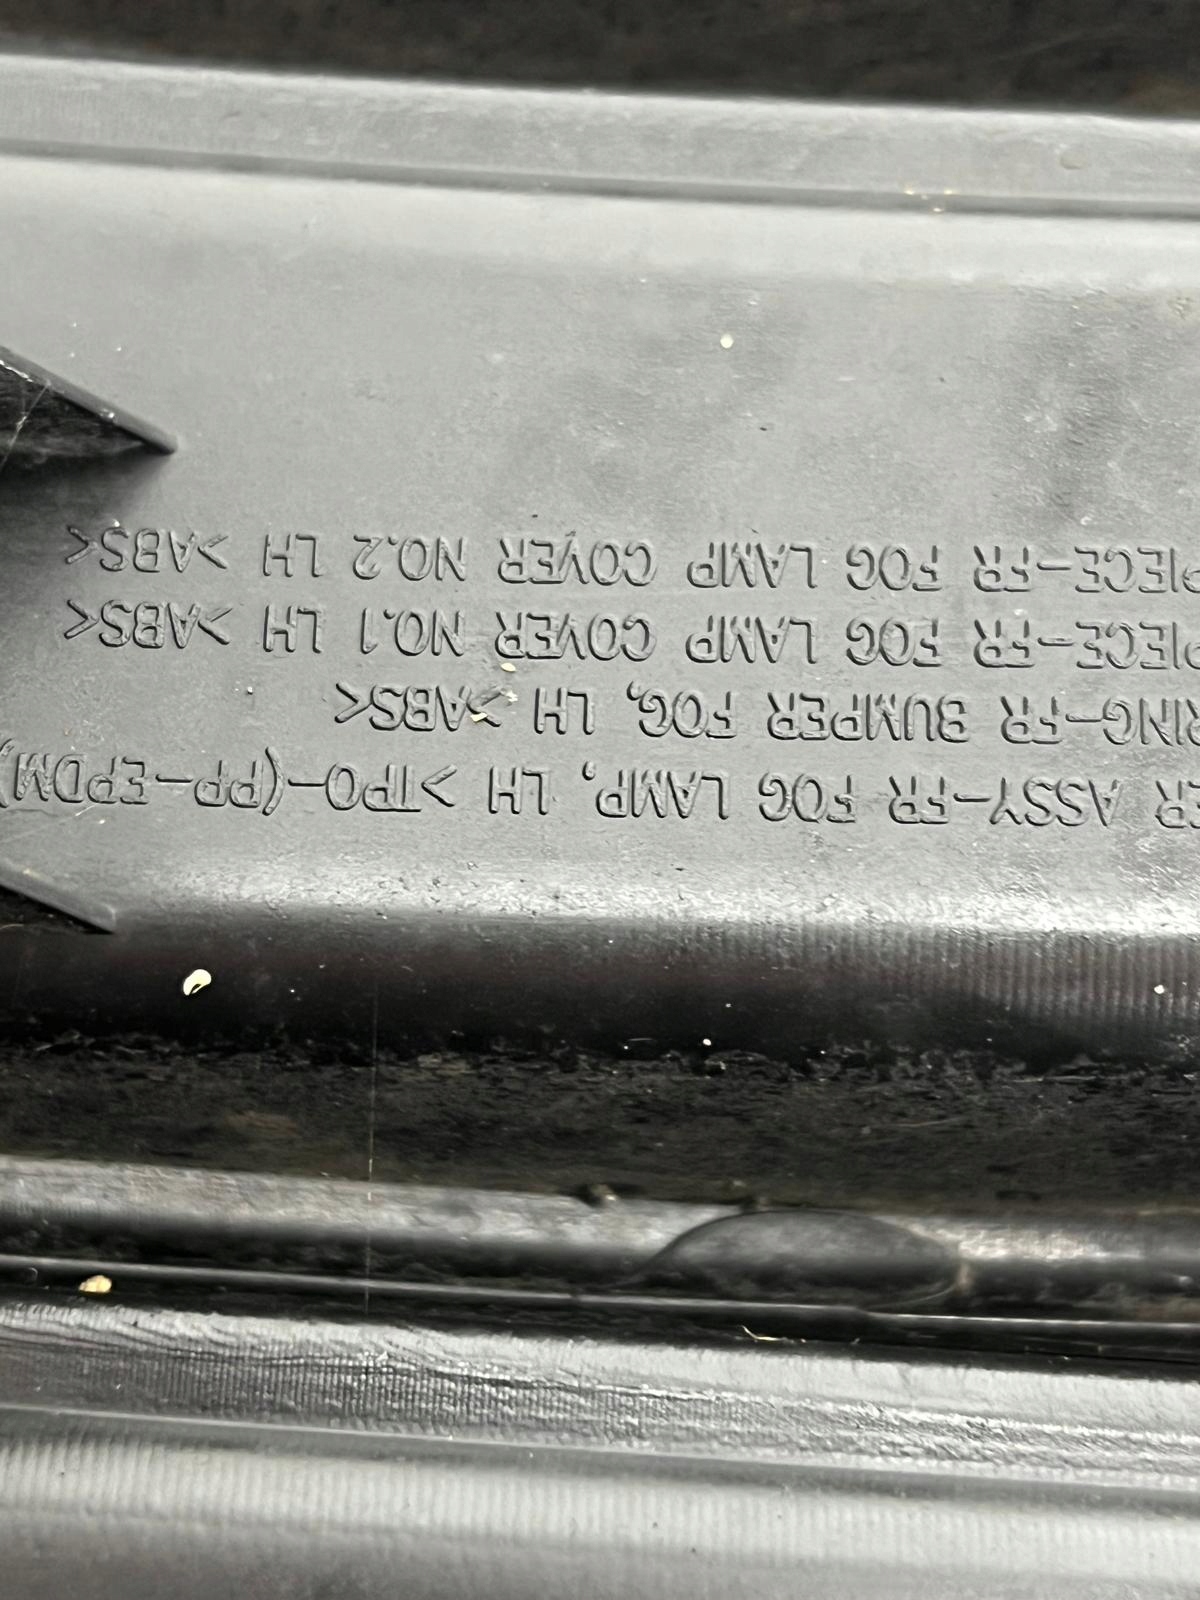 ER ASSY-FR FOG LAMP, LH >TPO-(PP-EPDM),
RING-FR BUMPER FOG, LH >ABS<
PIECE-FR FOG LAMP COVER NO.1 LH >ABS<
PIECE-FR FOG LAMP COVER NO.2 LH >ABS<